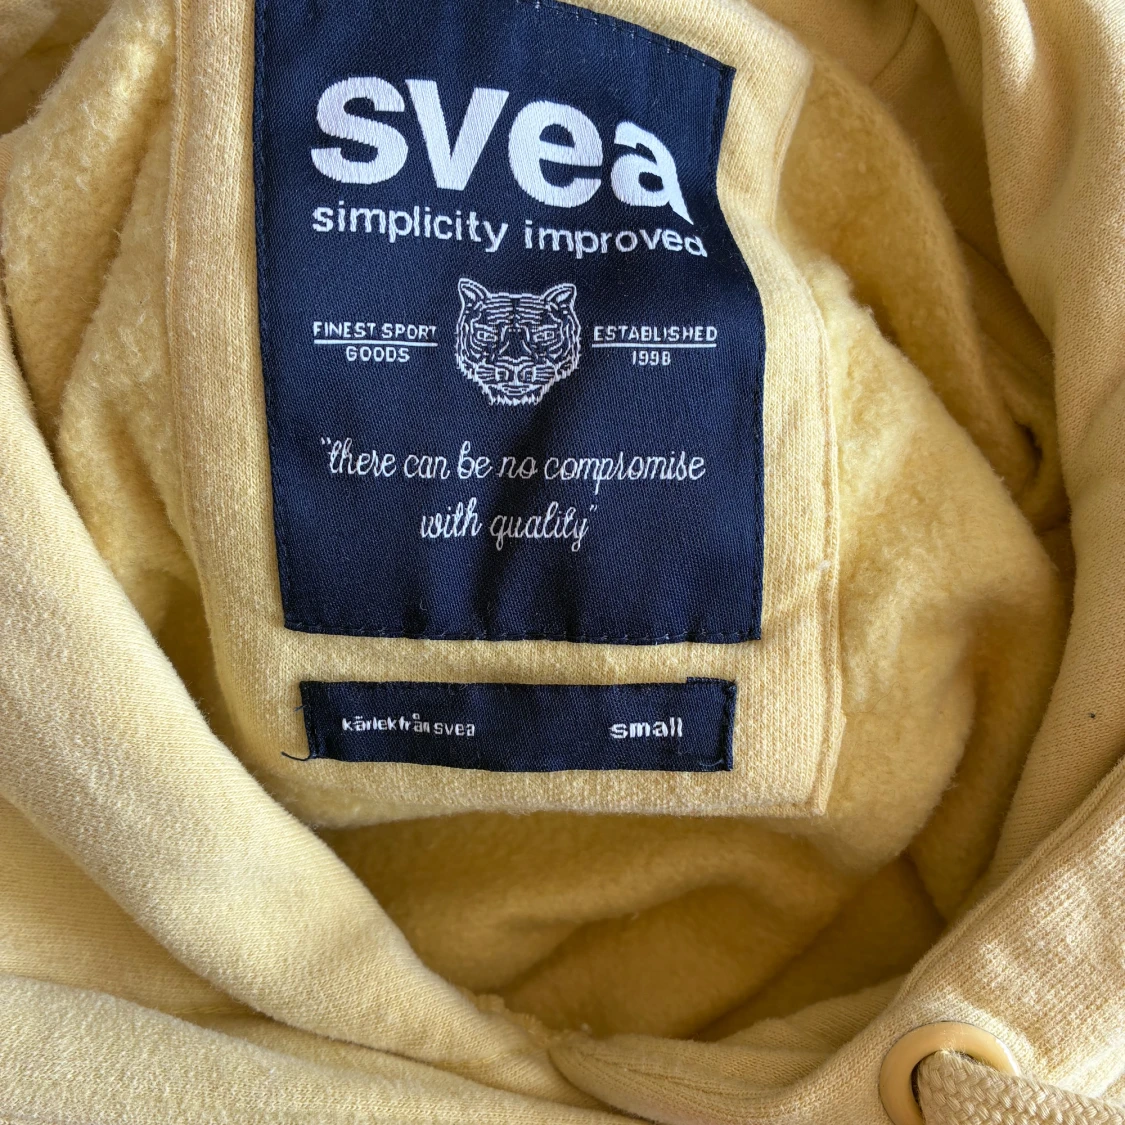 svea
simplicity improved
FINEST SPORT
GOODS
ESTABLISHED
1998
"there can be no compromise
with quality"
kärlek från svea
small